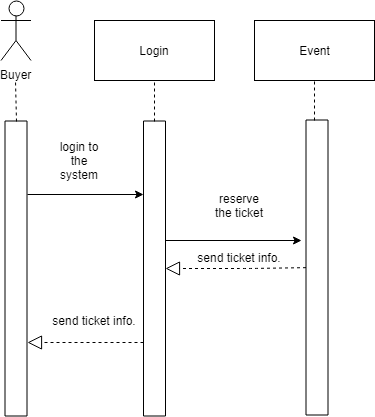 Buyer
Login
Event
login to
the
system
reserve
the ticket
send ticket info.
send ticket info.